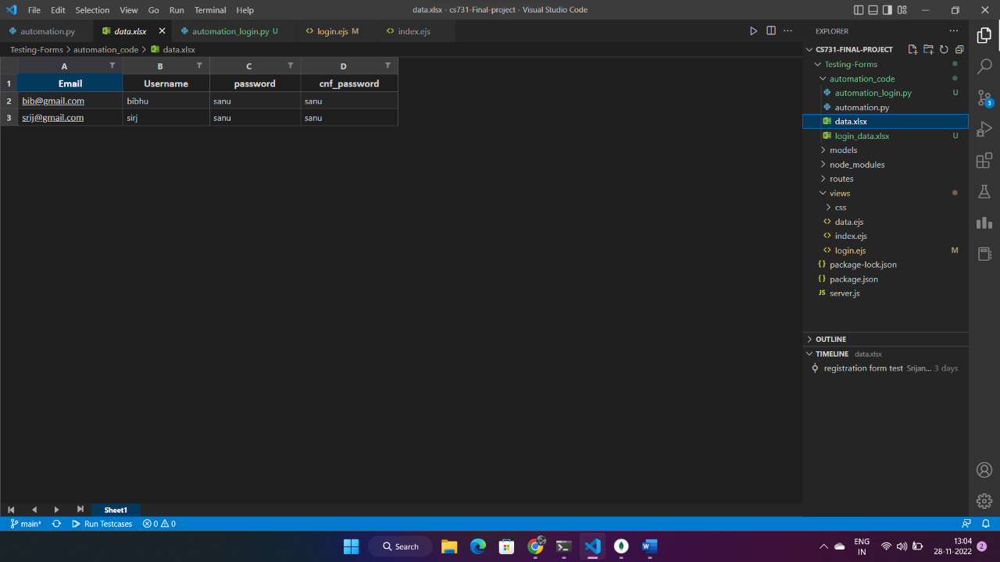 File Edit Selection View Go Run Terminal Help
data.xlsx - cs731-Final-project - Visual Studio Code
automation.py
data.xlsx
automation_login.py U
login.ejs M
index.ejs
Testing-Forms > automation_code > data.xlsx
A B C D
1 Email Username password cnf_password
2 bib@gmail.com bibhu sanu sanu
3 srij@gmail.com sirj sanu sanu
Sheet1
EXPLORER
CS731-FINAL-PROJECT
Testing-Forms
automation_code
automation_login.py U
automation.py
data.xlsx
login_data.xlsx U
models
node_modules
routes
views
css
data.ejs
index.ejs
login.ejs M
package-lock.json
package.json
JS server.js
OUTLINE
TIMELINE data.xlsx
registration form test Srijan... 3 days
3
main* Run Testcases 0 0
Search
ENG
IN
13:04
28-11-2022
2